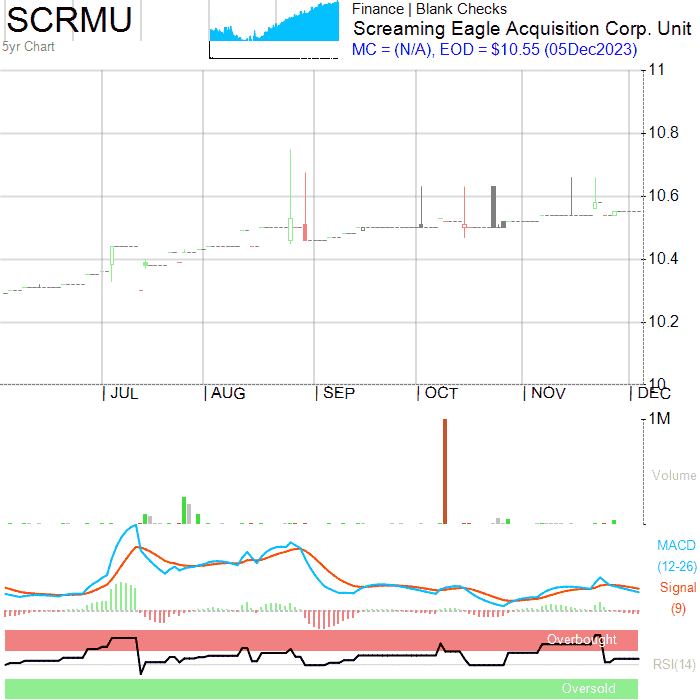 SCRMU
5yr Chart
Finance | Blank Checks
Screaming Eagle Acquisition Corp. Unit
MC = (N/A), EOD = $10.55 (05Dec2023)
11
10.8
10.6
10.4
10.2
10
| JUL | AUG | SEP | OCT | NOV | DEC
1M
Volume
MACD
(12-26)
Signal
(9)
Overbought
RSI(14)
Oversold